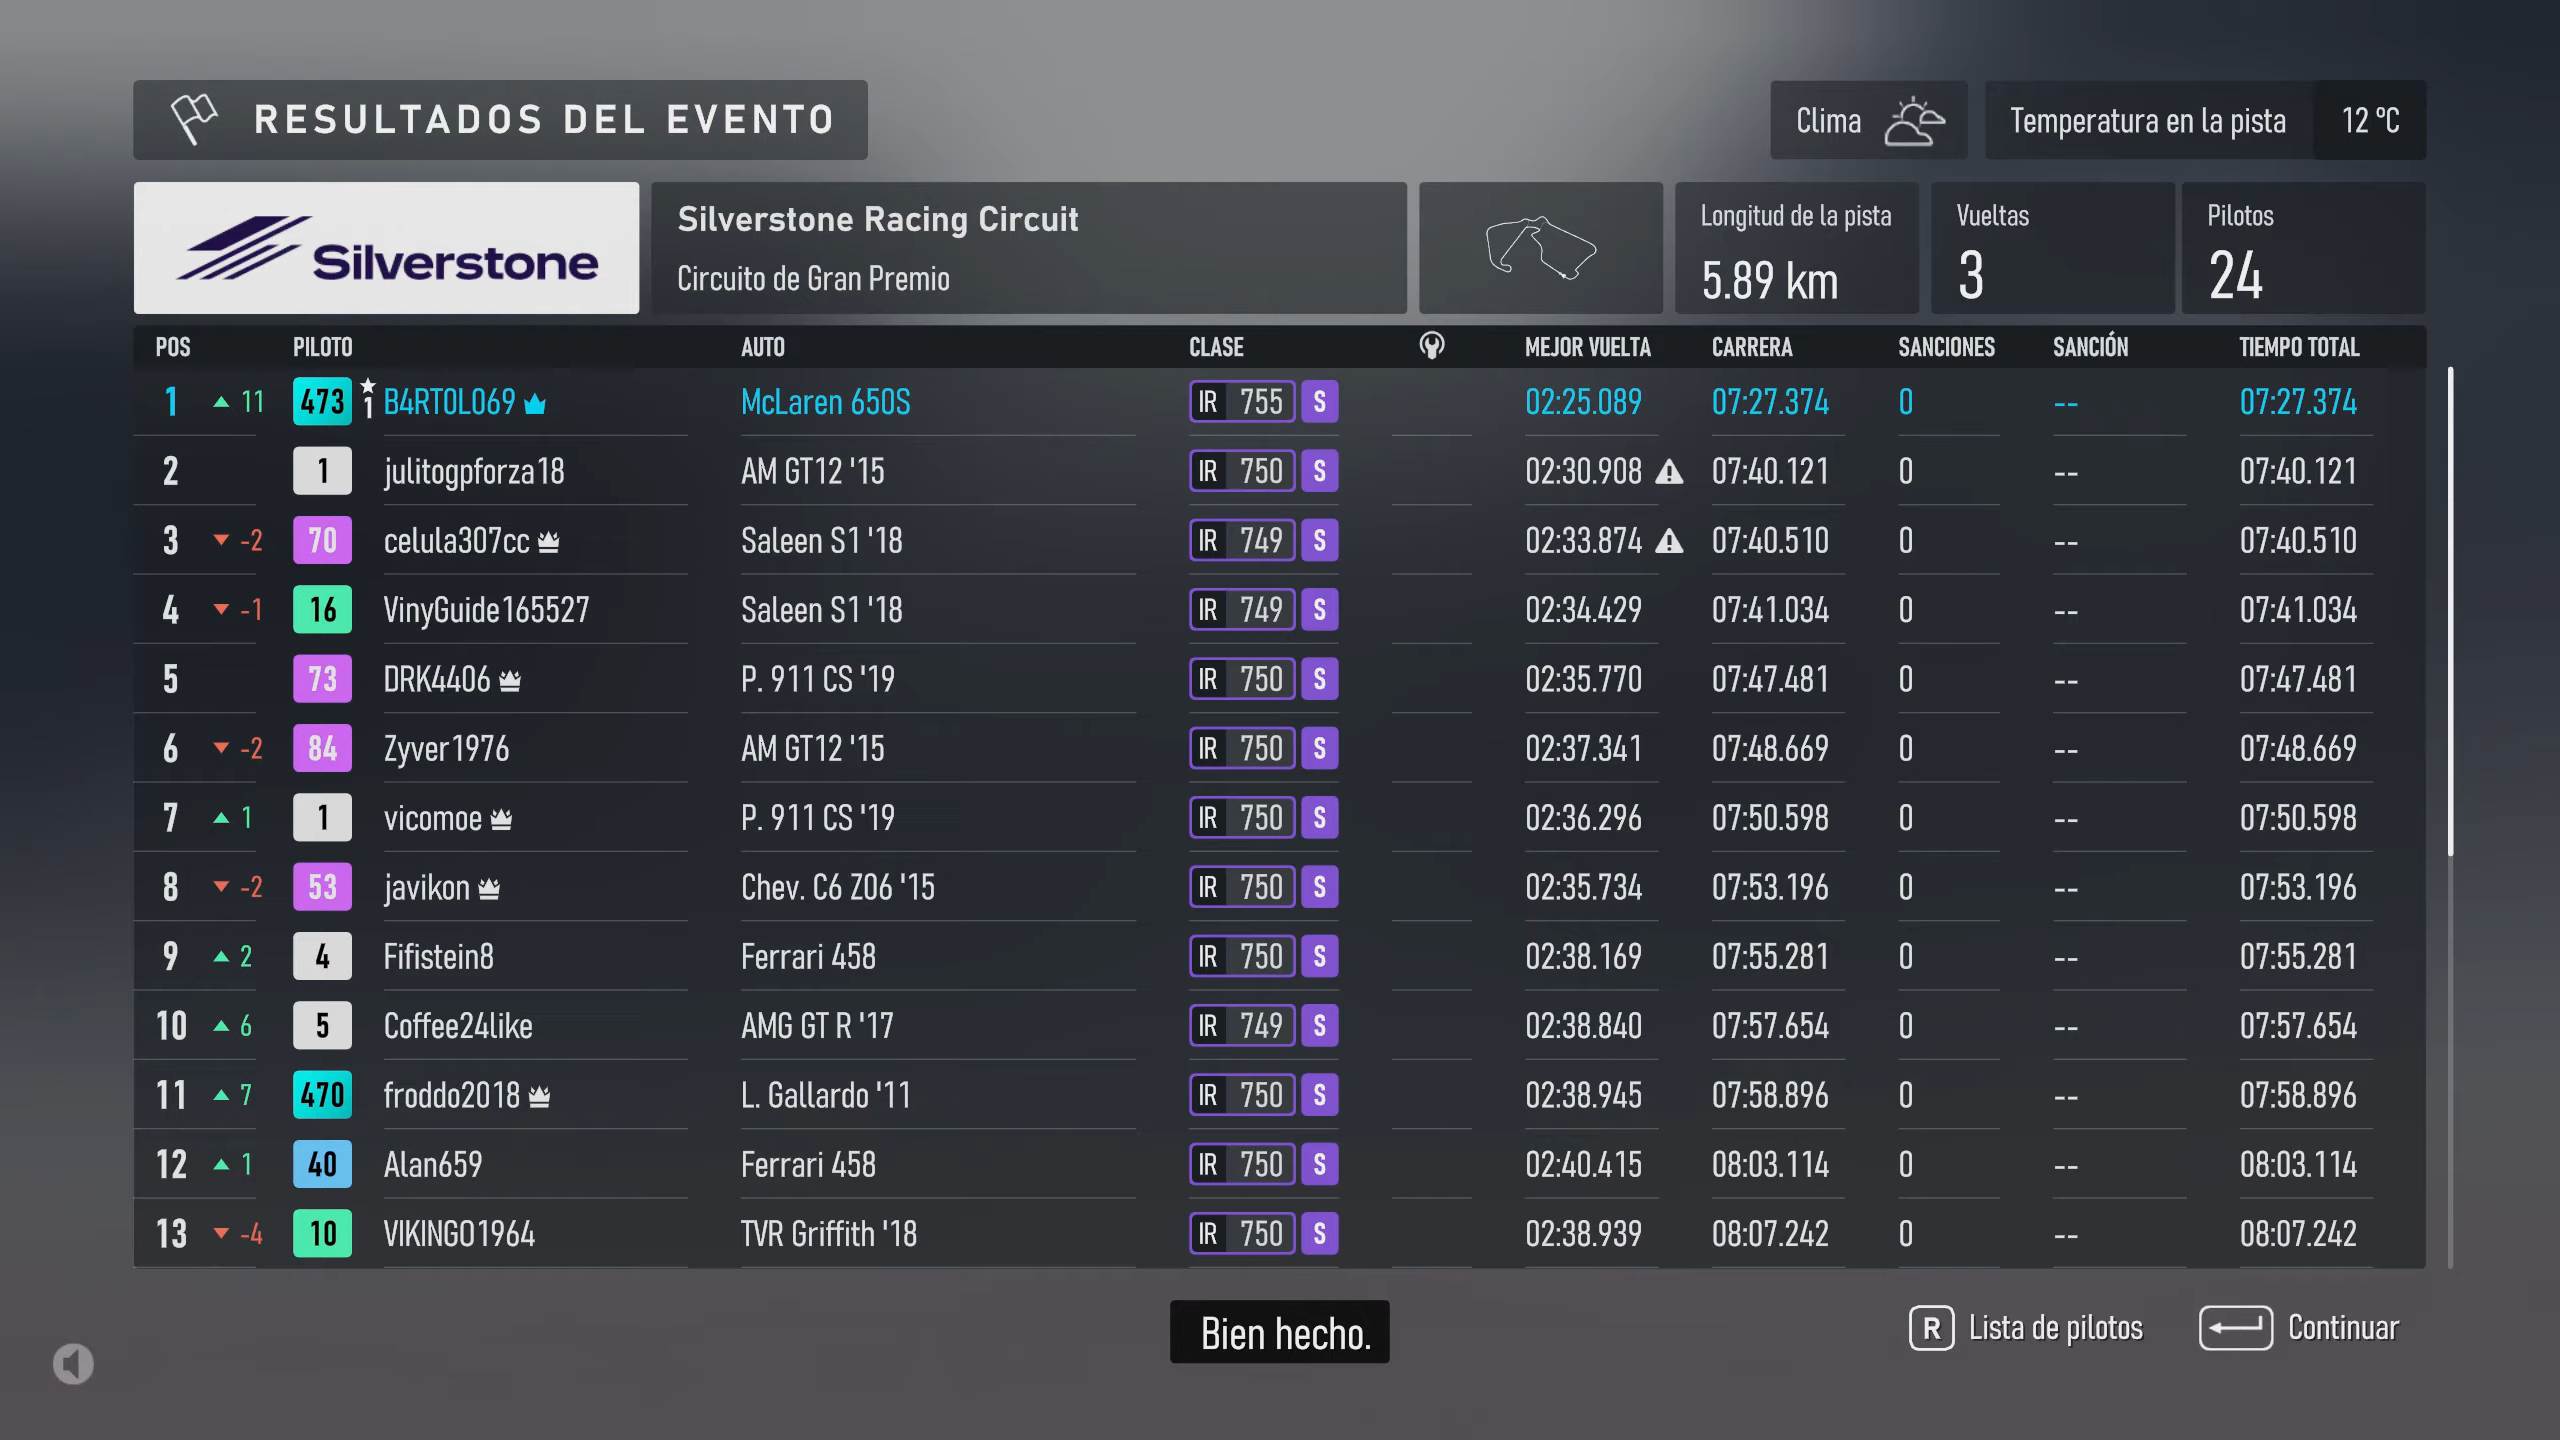 RESULTADOS DEL EVENTO
Clima
Temperatura en la pista 12 °C
Silverstone
Silverstone Racing Circuit
Circuito de Gran Premio
Longitud de la pista
5.89 km
Vueltas
3
Pilotos
24
POS PILOTO AUTO CLASE MEJOR VUELTA CARRERA SANCIONES SANCIÓN TIEMPO TOTAL
1 11 473 1 B4RTOLO69 McLaren 650S IR 755 S 02:25.089 07:27.374 0 -- 07:27.374
2 1 julitogpforza18 AM GT12 '15 IR 750 S 02:30.908 07:40.121 0 -- 07:40.121
3 -2 70 celula307cc Saleen S1 '18 IR 749 S 02:33.874 07:40.510 0 -- 07:40.510
4 -1 16 VinyGuide165527 Saleen S1 '18 IR 749 S 02:34.429 07:41.034 0 -- 07:41.034
5 73 DRK4406 P. 911 CS '19 IR 750 S 02:35.770 07:47.481 0 -- 07:47.481
6 -2 84 Zyver1976 AM GT12 '15 IR 750 S 02:37.341 07:48.669 0 -- 07:48.669
7 1 1 vicomoe P. 911 CS '19 IR 750 S 02:36.296 07:50.598 0 -- 07:50.598
8 -2 53 javikon Chev. C6 Z06 '15 IR 750 S 02:35.734 07:53.196 0 -- 07:53.196
9 2 4 Fifistein8 Ferrari 458 IR 750 S 02:38.169 07:55.281 0 -- 07:55.281
10 6 5 Coffee24like AMG GT R '17 IR 749 S 02:38.840 07:57.654 0 -- 07:57.654
11 7 470 froddo2018 L. Gallardo '11 IR 750 S 02:38.945 07:58.896 0 -- 07:58.896
12 1 40 Alan659 Ferrari 458 IR 750 S 02:40.415 08:03.114 0 -- 08:03.114
13 -4 10 VIKINGO1964 TVR Griffith '18 IR 750 S 02:38.939 08:07.242 0 -- 08:07.242
Bien hecho.
R Lista de pilotos
Continuar